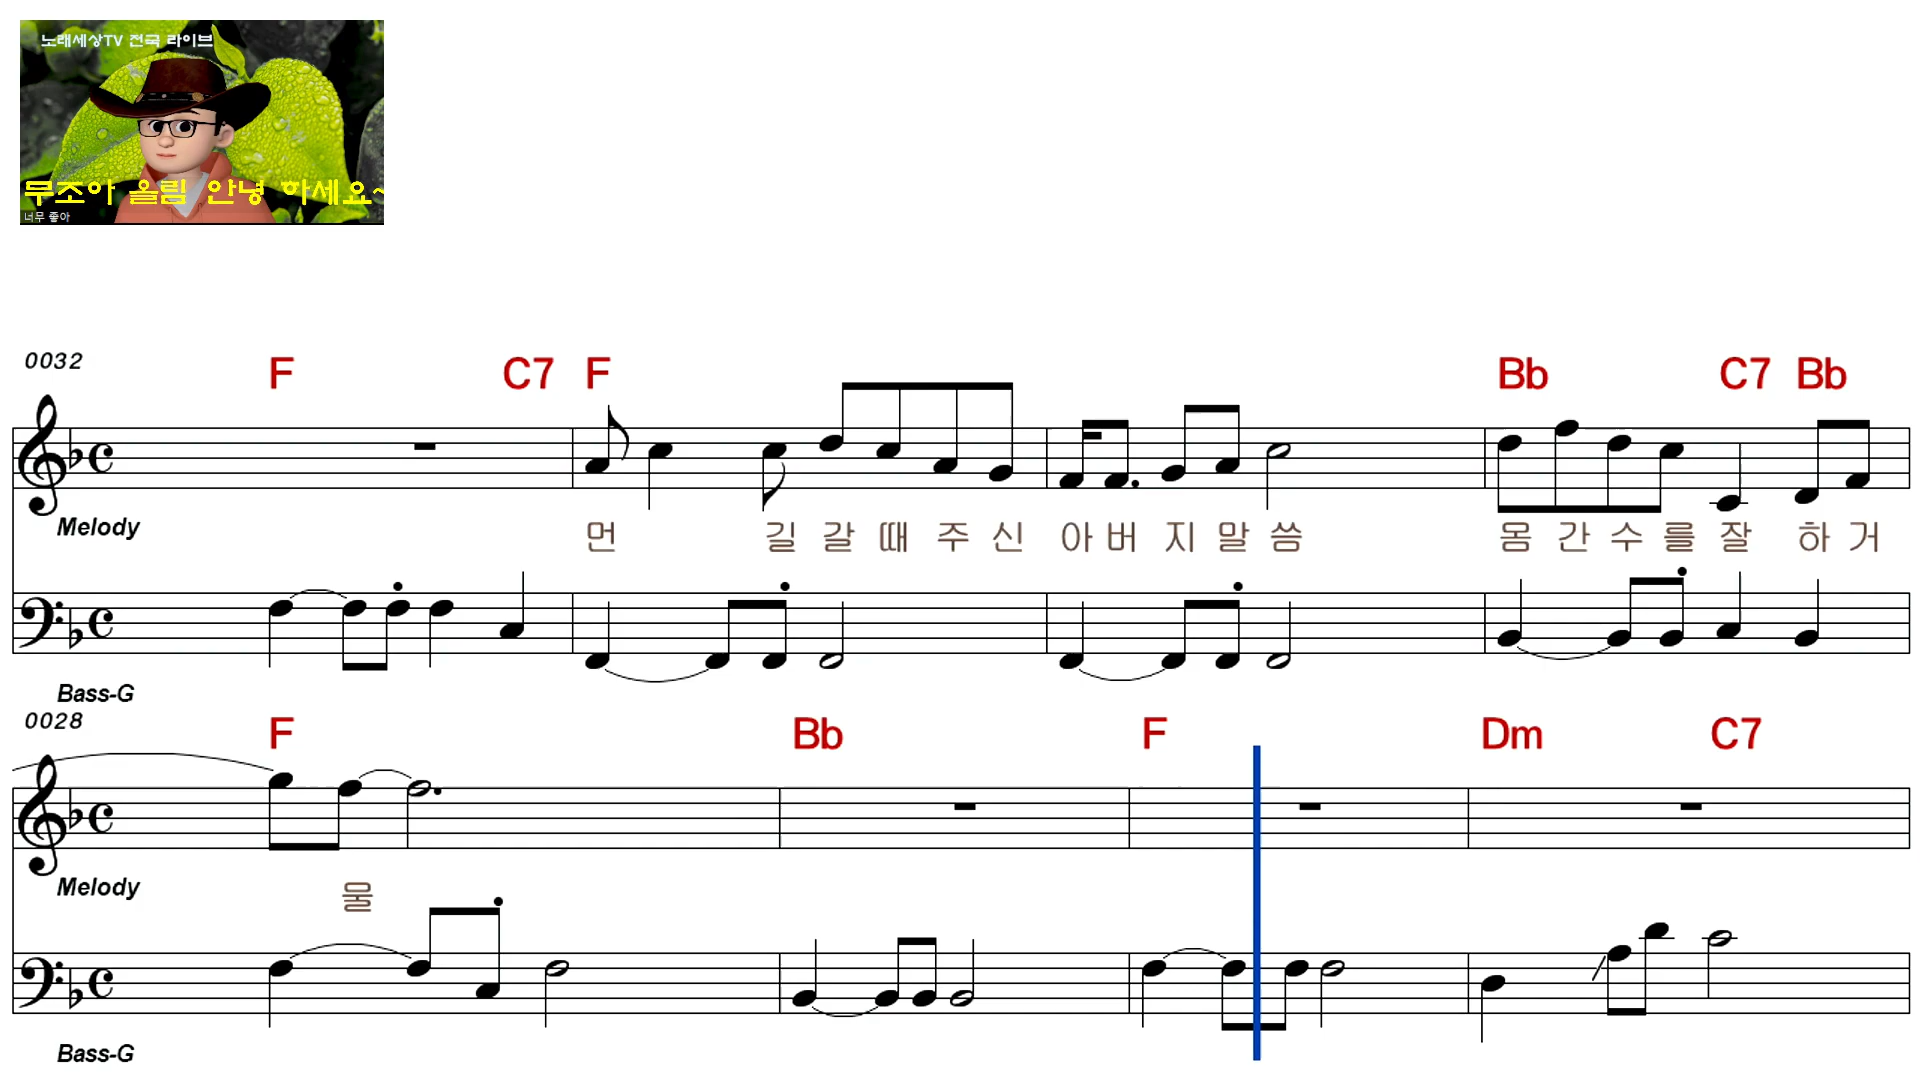 노래세상TV 전국 라이브
무조아 올림 안녕 하세요~
너무 좋아
0032
F C7 F Bb C7 Bb
Melody
먼 길 갈 때 주 신 아 버 지 말 씀 몸 간 수 를 잘 하 거
Bass-G
0028
F Bb F Dm C7
Melody
울
Bass-G